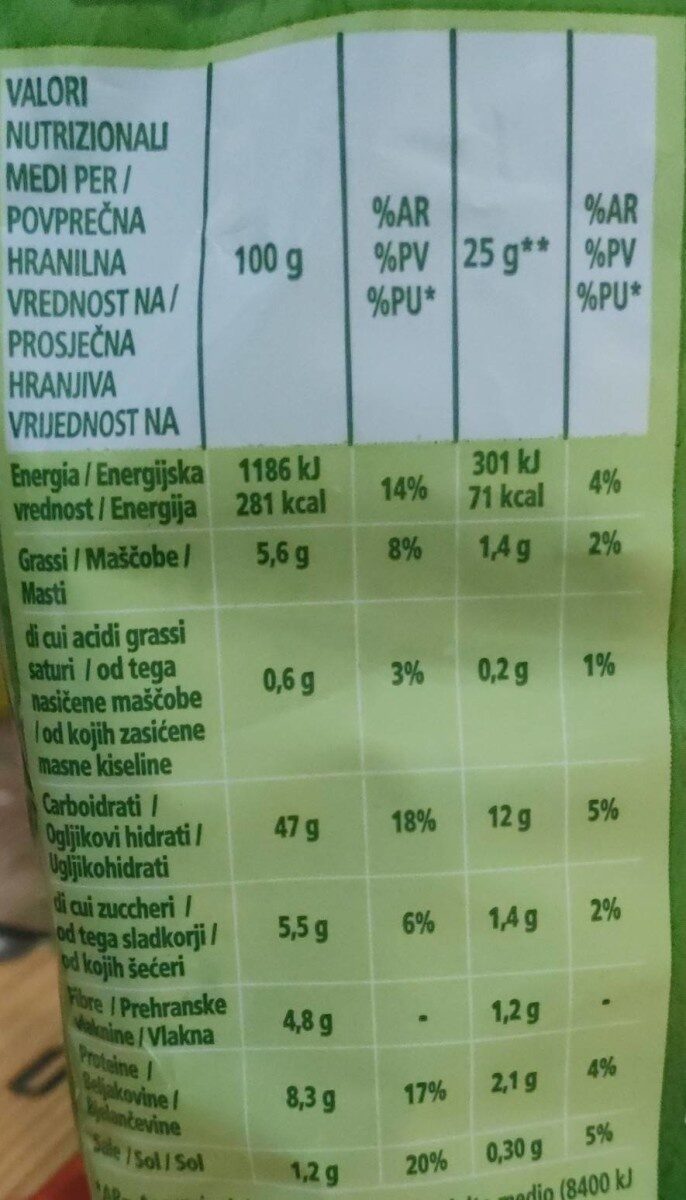 VALORI
NUTRIZIONALI
MEDI PER /
POVPREČNA
HRANILNA
VREDNOST NA /
PROSJEČNA
HRANJIVA
VRIJEDNOST NA
100 g
%AR
%PV
%PU*
25 g**
%AR
%PV
%PU*
Energia / Energijska
vrednost / Energija
1186 kJ
281 kcal
14%
301 kJ
71 kcal
4%
Grassi / Maščobe /
Masti
5,6 g
8%
1,4 g
2%
di cui acidi grassi
saturi / od tega
nasičene maščobe
/ od kojih zasićene
masne kiseline
0,6 g
3%
0,2 g
1%
Carboidrati /
Ogljikovi hidrati /
Ugljikohidrati
47 g
18%
12 g
5%
di cui zuccheri /
od tega sladkorji /
od kojih šećeri
5,5 g
6%
1,4 g
2%
Fibre / Prehranske
vlaknine / Vlakna
4,8 g
-
1,2 g
-
Proteine /
Beljakovine /
Bjelančevine
8,3 g
17%
2,1 g
4%
Sale / Sol / Sol
1,2 g
20%
0,30 g
5%
medio (8400 kJ